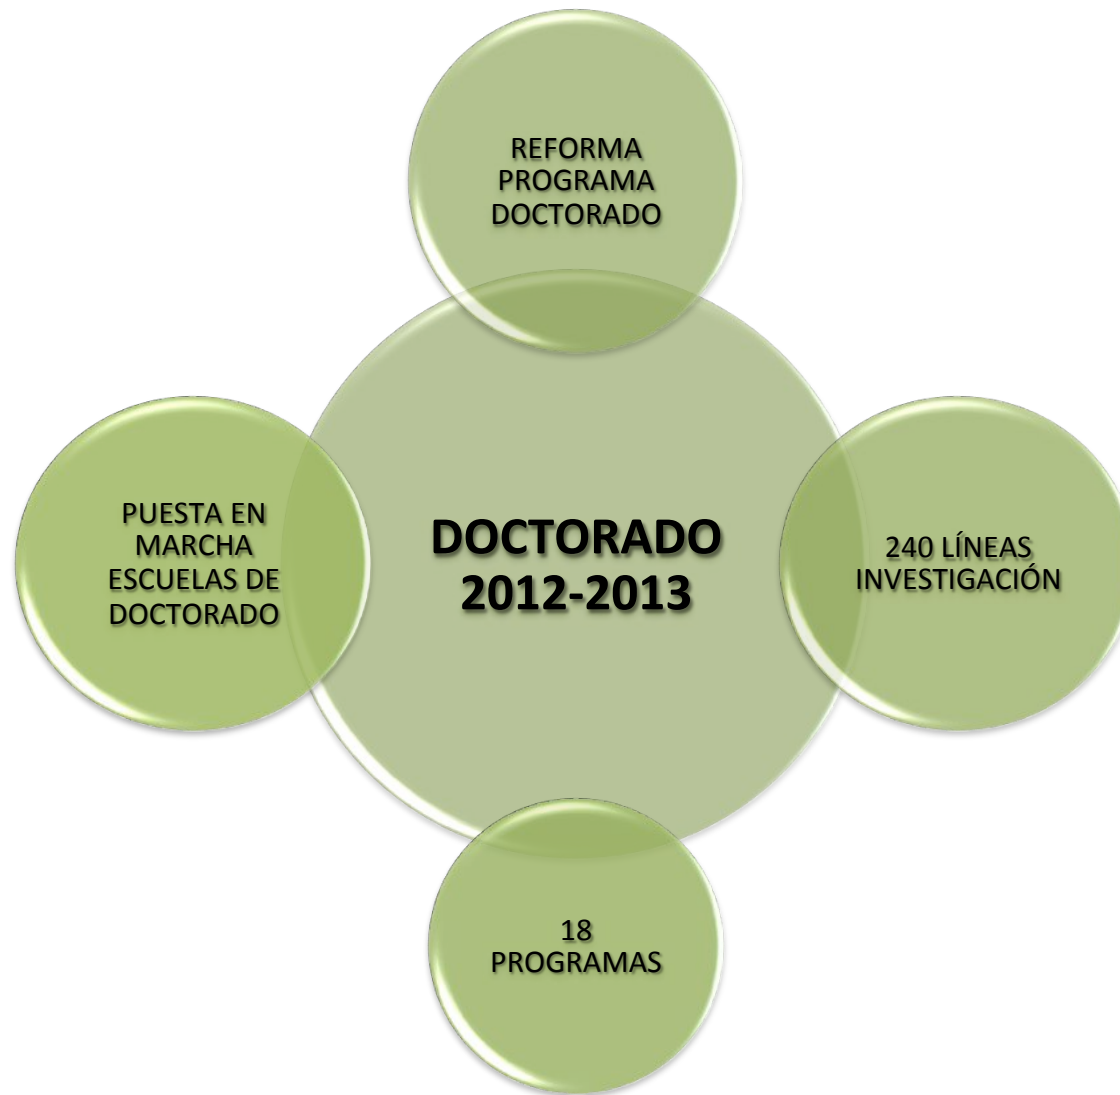 REFORMA
PROGRAMA
DOCTORADO
PUESTA EN
MARCHA
ESCUELAS DE
DOCTORADO
DOCTORADO
2012-2013
240 LÍNEAS
INVESTIGACIÓN
18
PROGRAMAS